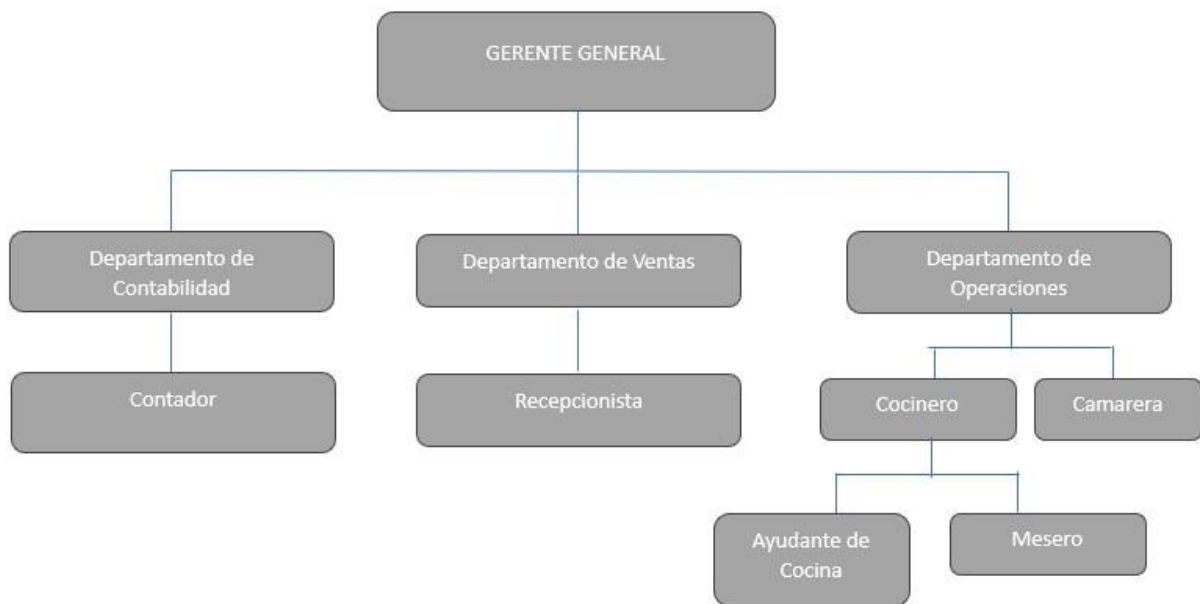 GERENTE GENERAL
Departamento de
Contabilidad
Departamento de Ventas
Departamento de
Operaciones
Contador
Recepcionista
Cocinero
Camarera
Ayudante de
Cocina
Mesero